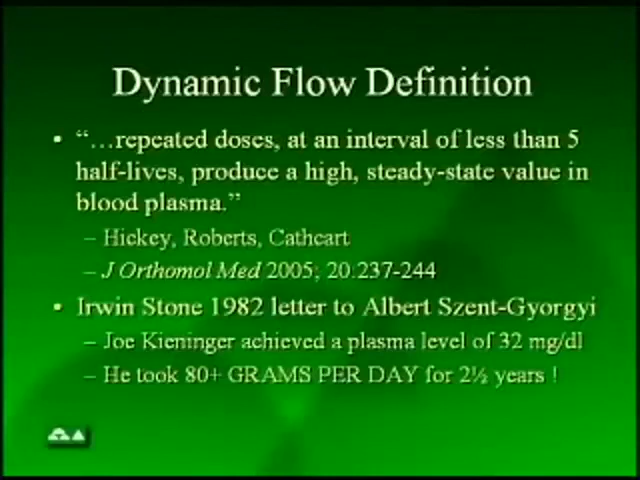 Dynamic Flow Definition
• “…repeated doses, at an interval of less than 5
half-lives, produce a high, steady-state value in
blood plasma.”
– Hickey, Roberts, Cathcart
– J Orthomol Med 2005; 20:237-244
• Irwin Stone 1982 letter to Albert Szent-Gyorgyi
– Joe Kieninger achieved a plasma level of 32 mg/dl
– He took 80+ GRAMS PER DAY for 2½ years !